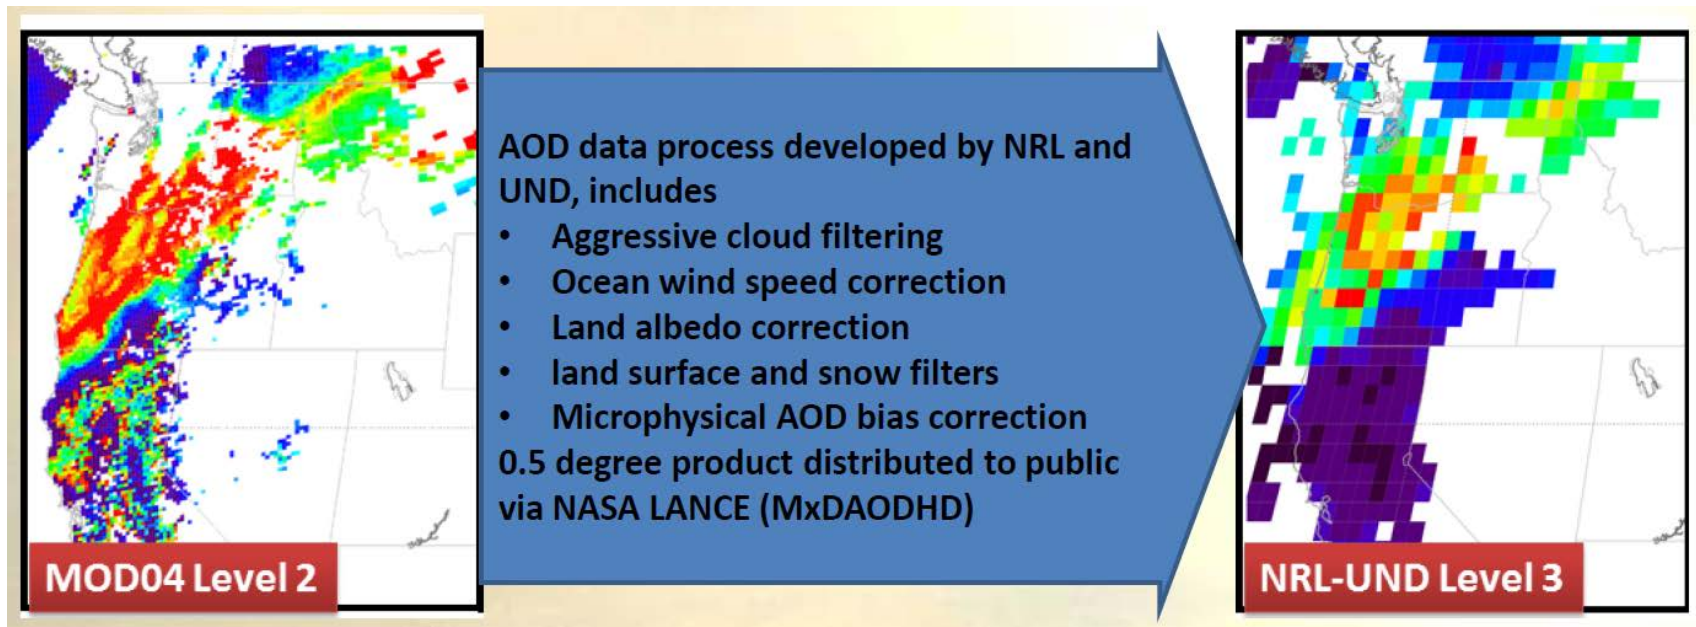 AOD data process developed by NRL and
UND, includes
• Aggressive cloud filtering
• Ocean wind speed correction
• Land albedo correction
• land surface and snow filters
• Microphysical AOD bias correction
0.5 degree product distributed to public
via NASA LANCE (MxDAODHD)
MOD04 Level 2
NRL-UND Level 3